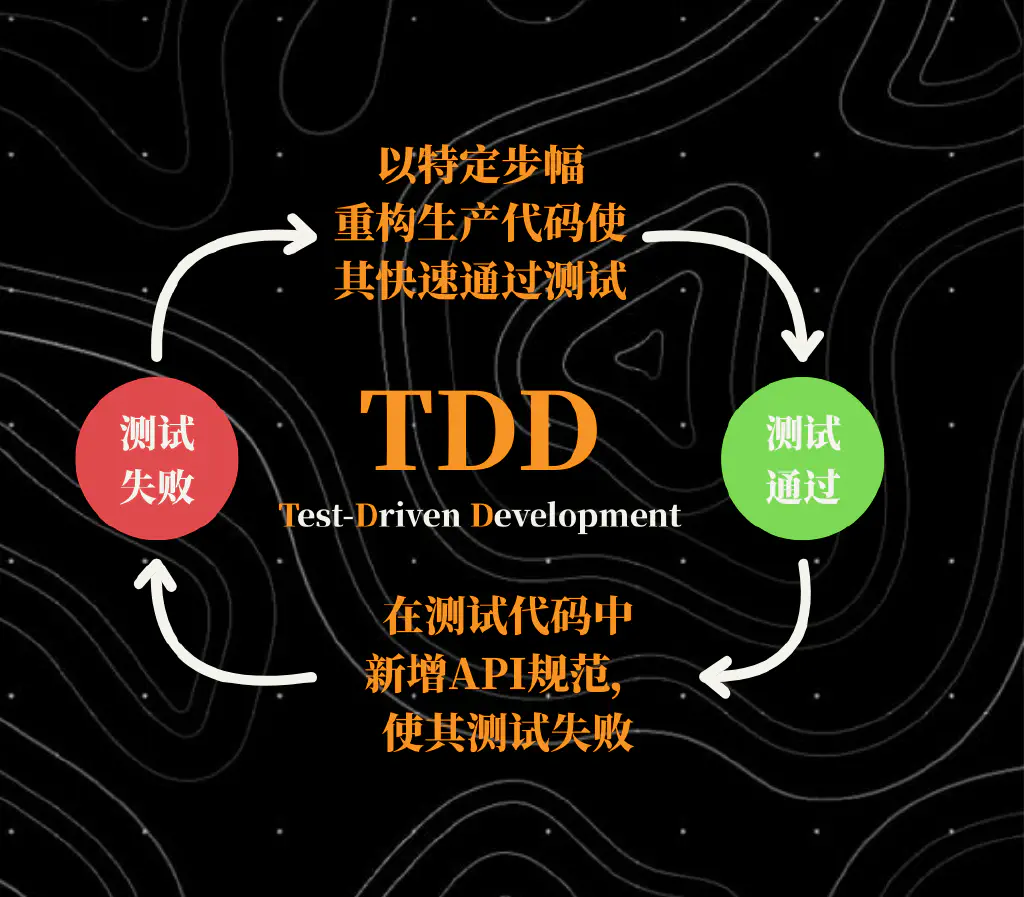 以特定步幅
重构生产代码使
其快速通过测试
测试
失败
TDD
Test-Driven Development
测试
通过
在测试代码中
新增API规范,
使其测试失败